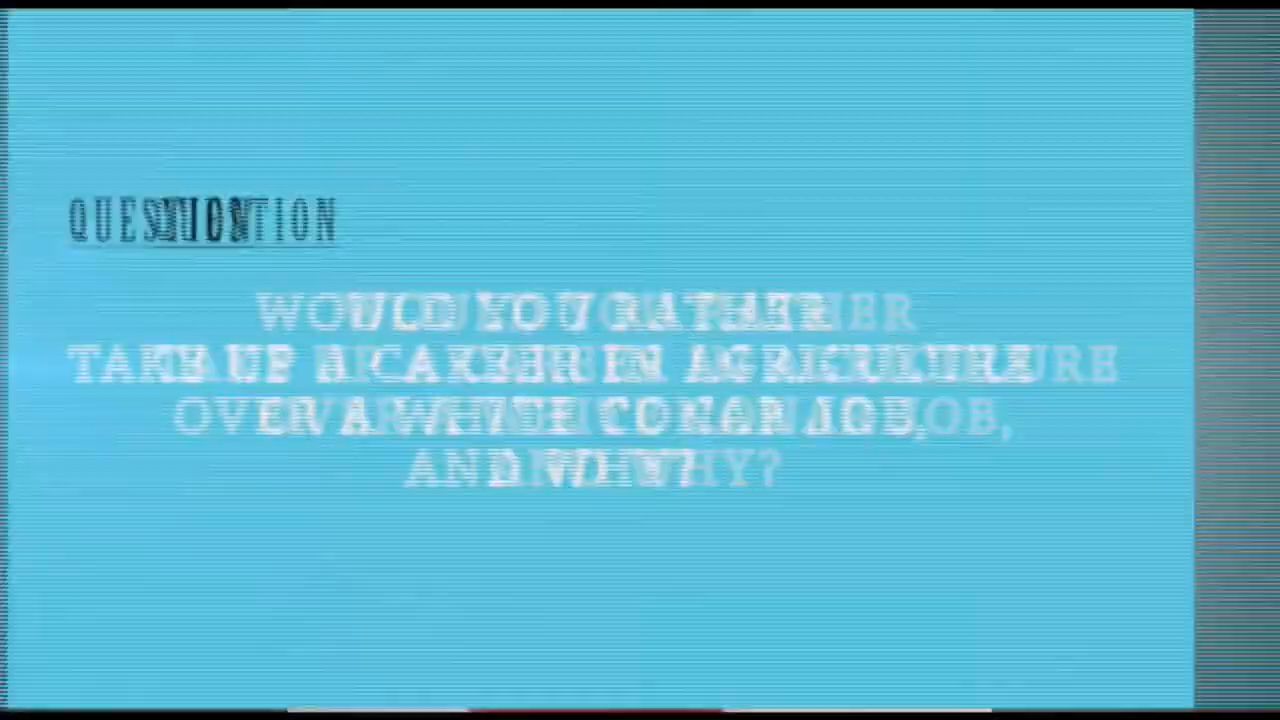 QUESTION
WOULD YOU RATHER
TAKE UP A CAREER IN AGRICULTURE
OVER A WHITE COLLAR JOB,
AND WHY?